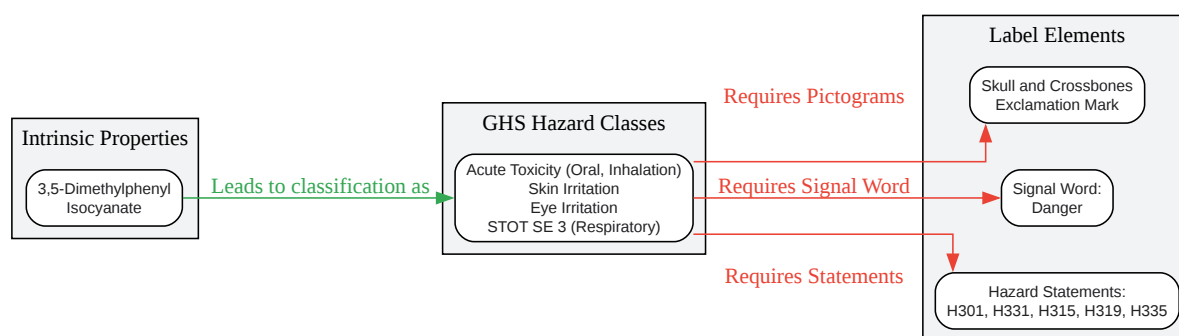 Intrinsic Properties
3,5-Dimethylphenyl
Isocyanate
Leads to classification as
GHS Hazard Classes
Acute Toxicity (Oral, Inhalation)
Skin Irritation
Eye Irritation
STOT SE 3 (Respiratory)
Requires Pictograms
Requires Signal Word
Requires Statements
Label Elements
Skull and Crossbones
Exclamation Mark
Signal Word:
Danger
Hazard Statements:
H301, H331, H315, H319, H335